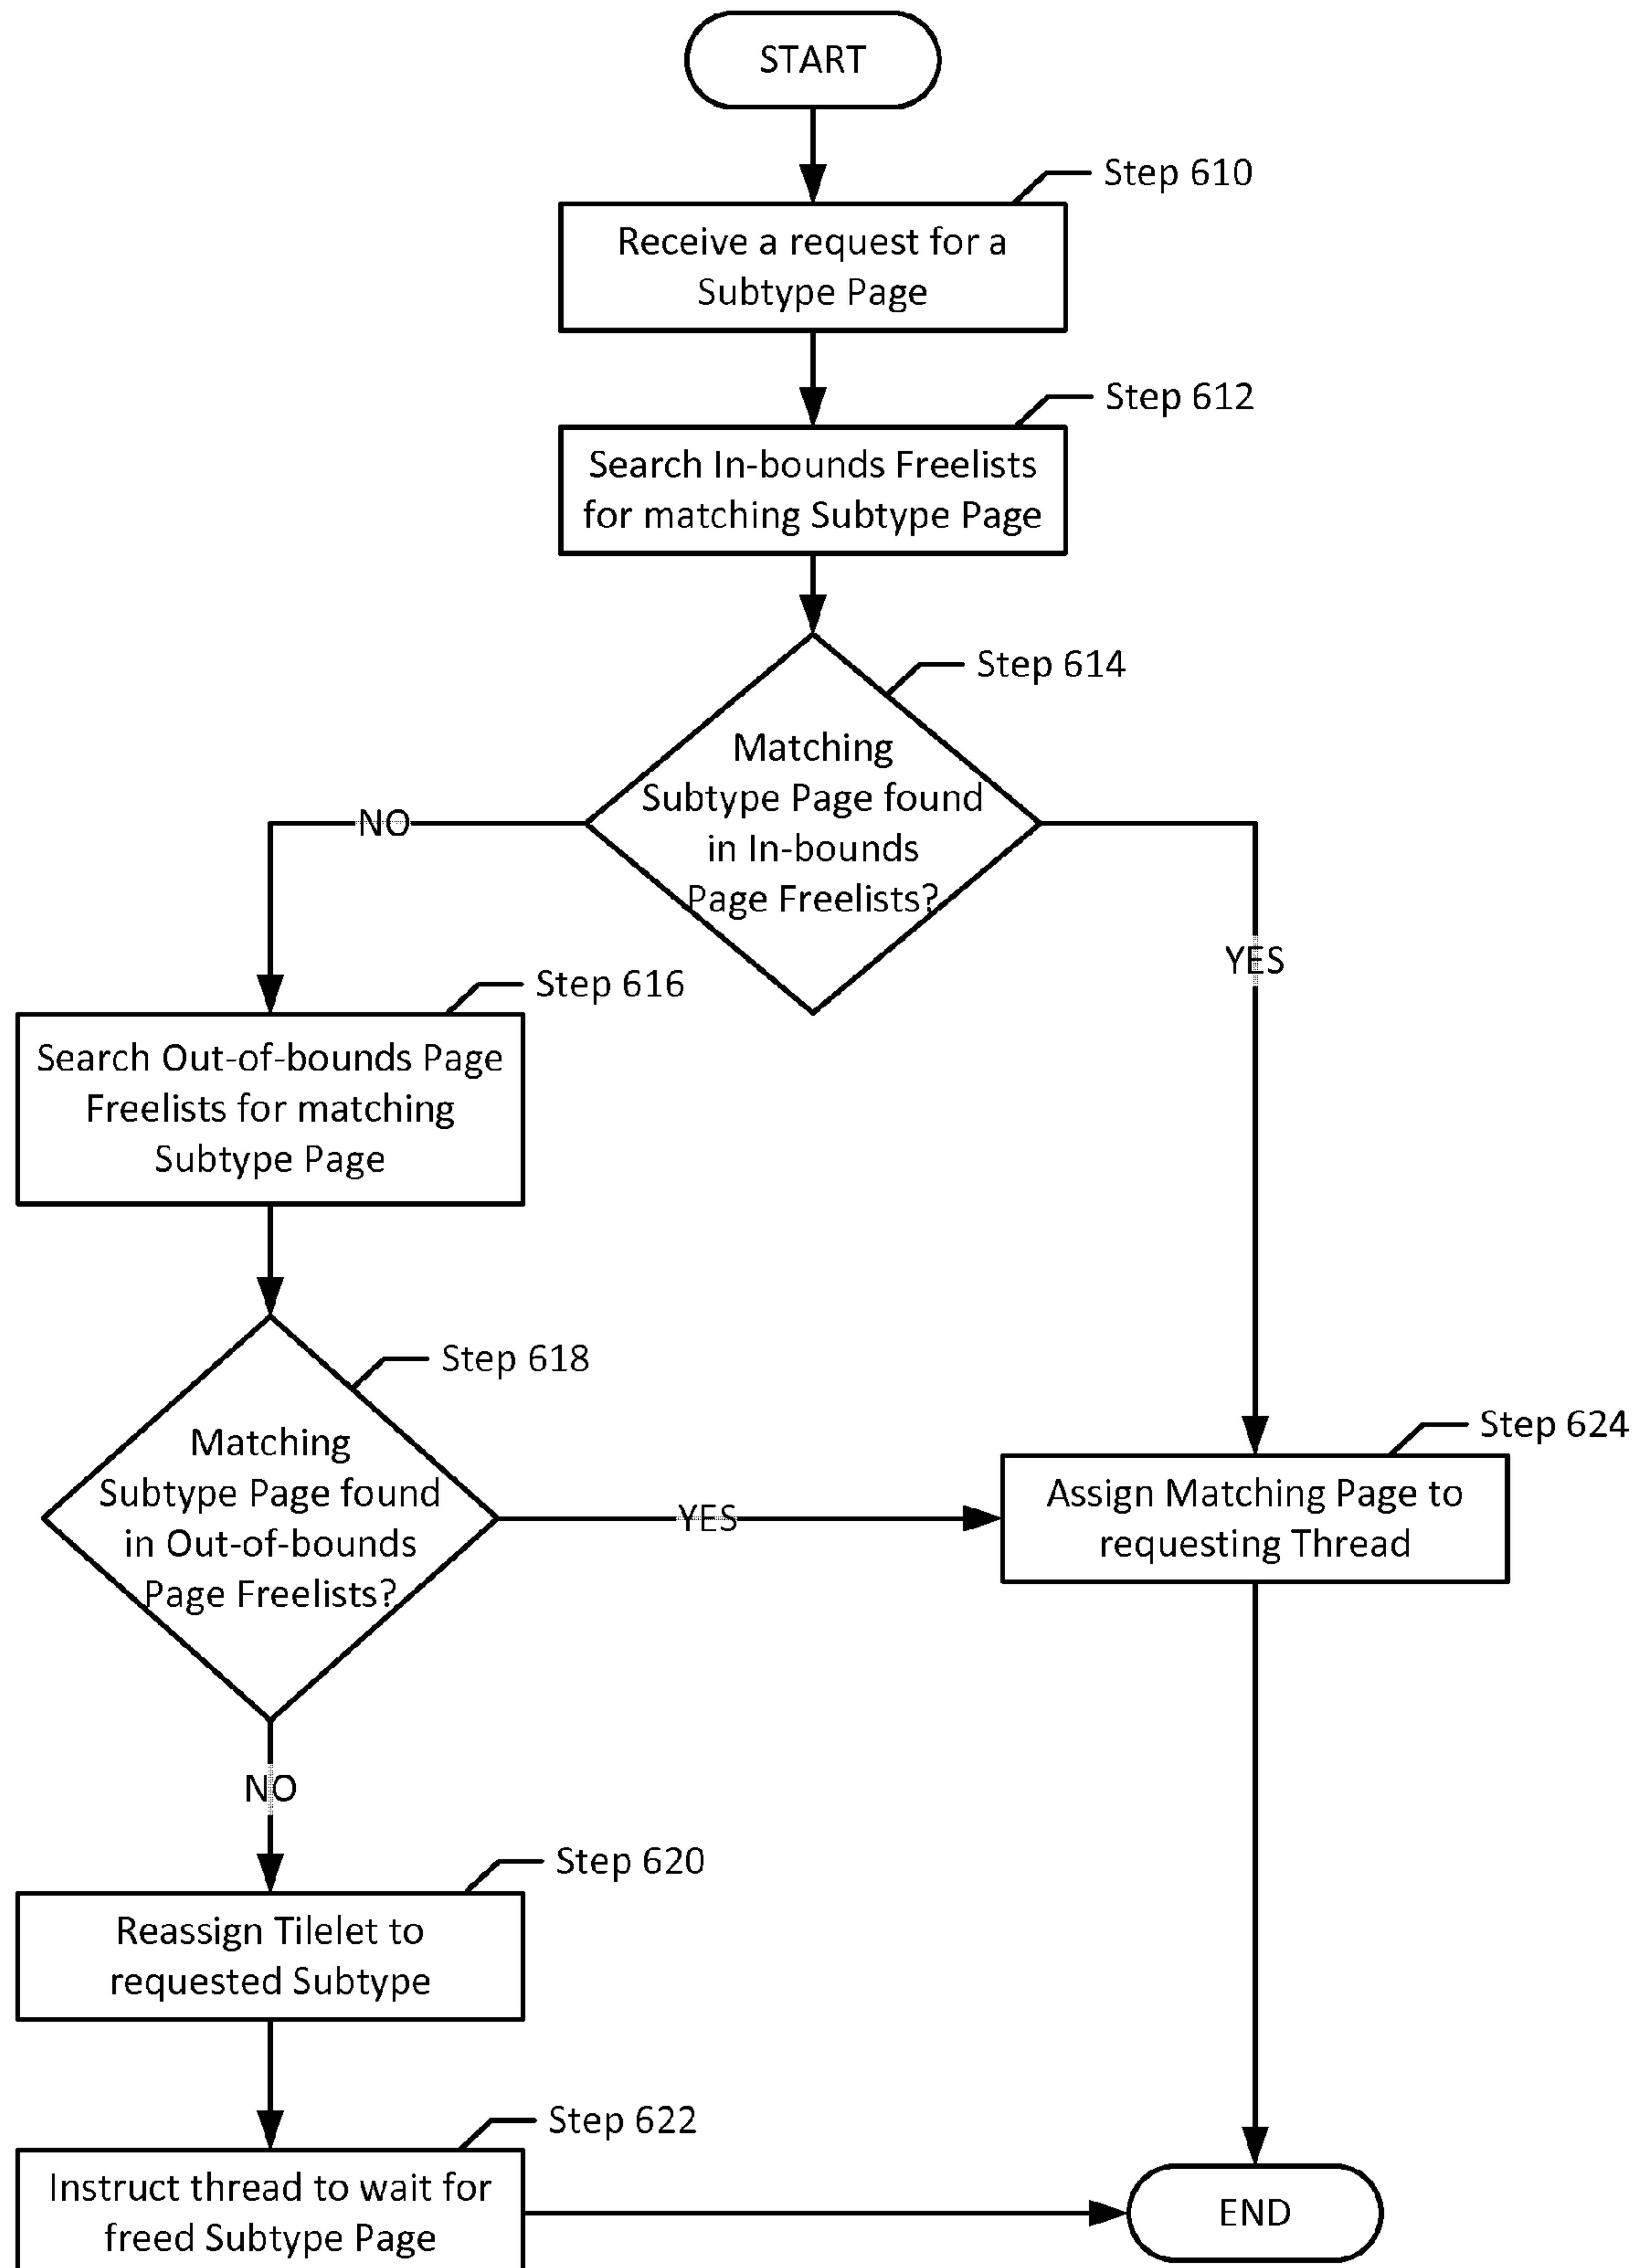 START
Step 610
Receive a request for a
Subtype Page
Step 612
Search In-bounds Freelists
for matching Subtype Page
Step 614
Matching
Subtype Page found
in In-bounds
Page Freelists?
NO
YES
Step 616
Search Out-of-bounds Page
Freelists for matching
Subtype Page
Step 618
Matching
Subtype Page found
in Out-of-bounds
Page Freelists?
YES
Step 624
Assign Matching Page to
requesting Thread
NO
Step 620
Reassign Tilelet to
requested Subtype
Step 622
Instruct thread to wait for
freed Subtype Page
END